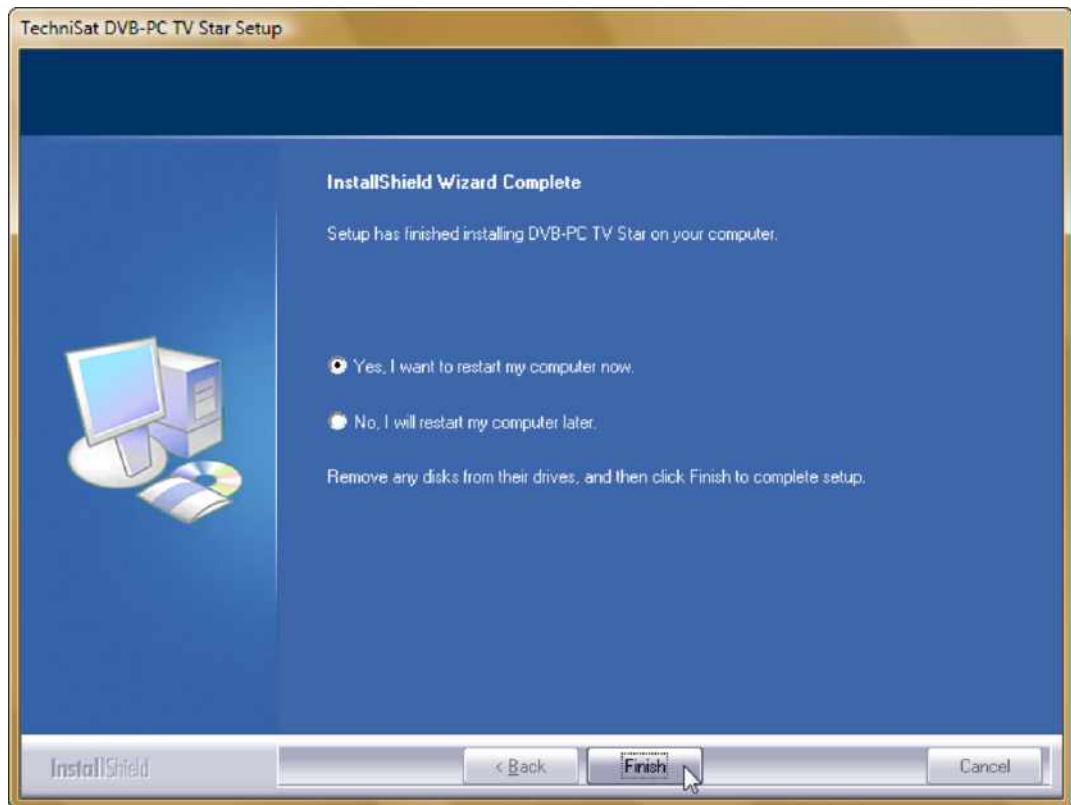 TechniSat DVB-PC TV Star Setup
InstallShield Wizard Complete
Setup has finished installing DVB-PC TV Star on your computer.
Yes, I want to restart my computer now.
No, I will restart my computer later.
Remove any disks from their drives, and then click Finish to complete setup.
InstallShield
< Back
Finish
Cancel